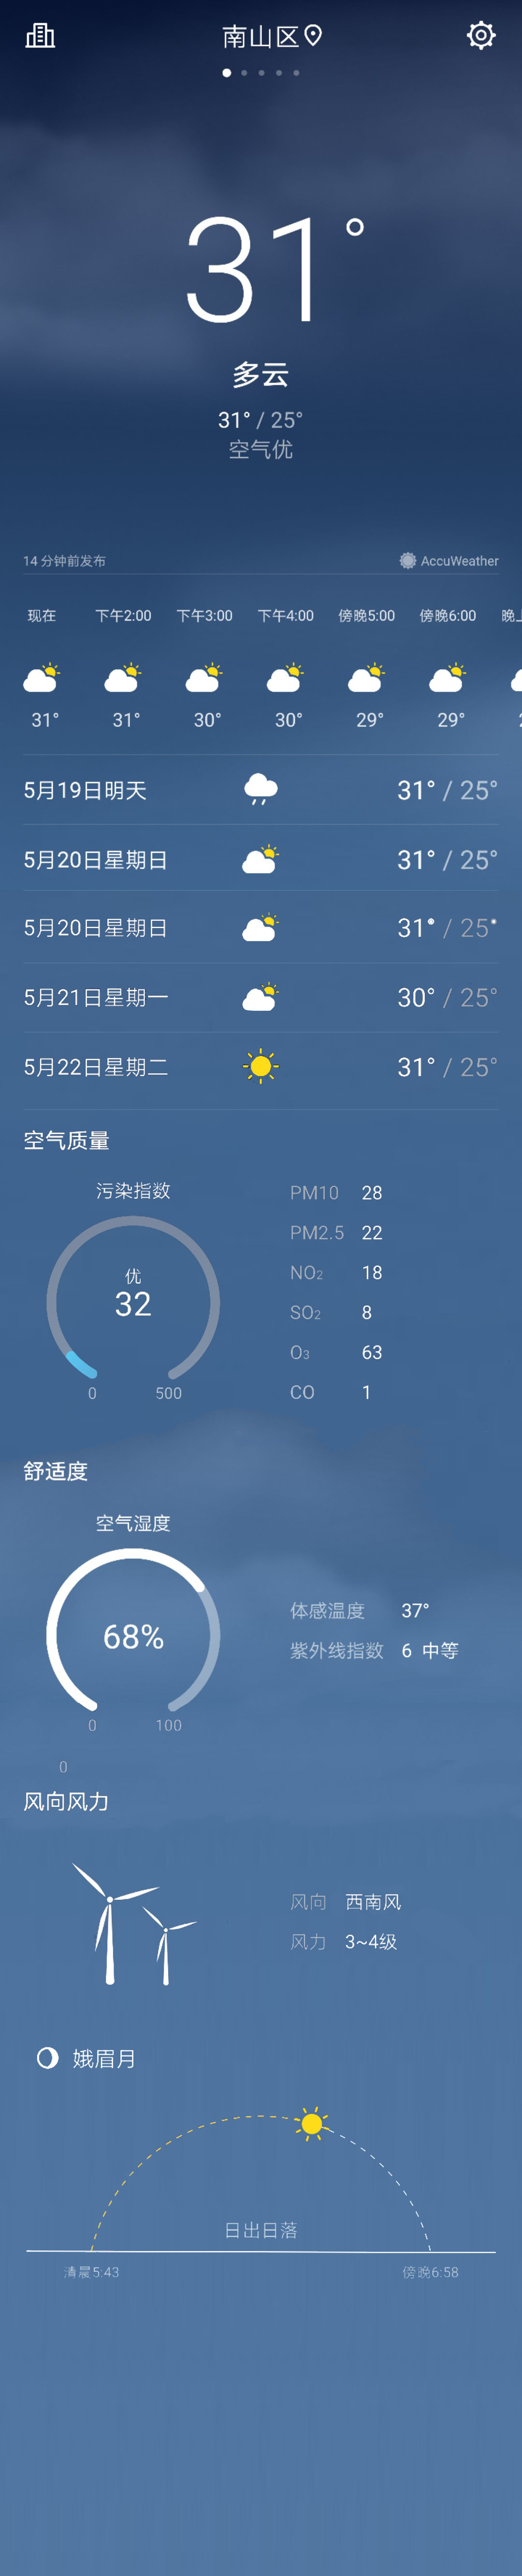 南山区
31°
多云
31° / 25°
空气优
14 分钟前发布 AccuWeather
现在 下午2:00 下午3:00 下午4:00 傍晚5:00 傍晚6:00 晚
31° 31° 30° 30° 29° 29°
5月19日明天 31° / 25°
5月20日星期日 31° / 25°
5月20日星期日 31° / 25°
5月21日星期一 30° / 25°
5月22日星期二 31° / 25°
空气质量
污染指数
优
32
0 500
PM10 28
PM2.5 22
NO₂ 18
SO₂ 8
O₃ 63
CO 1
舒适度
空气湿度
68%
0 100
体感温度 37°
紫外线指数 6 中等
0
风向风力
风向 西南风
风力 3~4级
娥眉月
日出日落
清晨5:43 傍晚6:58